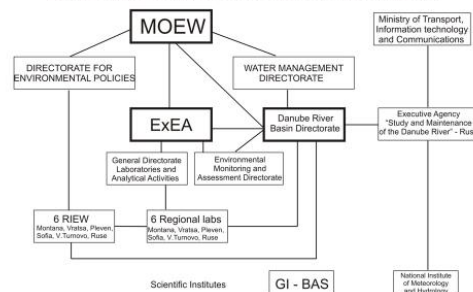 MOEW
Ministry of Transport,
Information technology
and Communications
DIRECTORATE FOR
ENVIRONMENTAL POLICIES
WATER MANAGEMENT
DIRECTORATE
ExEA
Danube River
Basin Directorate
Executive Agency
"Study and Maintenance
of the Danube River" - Rus
General Directorate
Laboratories and
Analytical Activities
Environmental
Monitoring and
Assessment Directorate
6 RIEW
Montana, Vratsa, Pleven,
Sofia, V.Turnovo, Ruse
6 Regional labs
Montana, Vratsa, Pleven,
Sofia, V.Turnovo, Ruse
Scientific Institutes
GI - BAS
National Institute
of Meteorology
and Hydrology